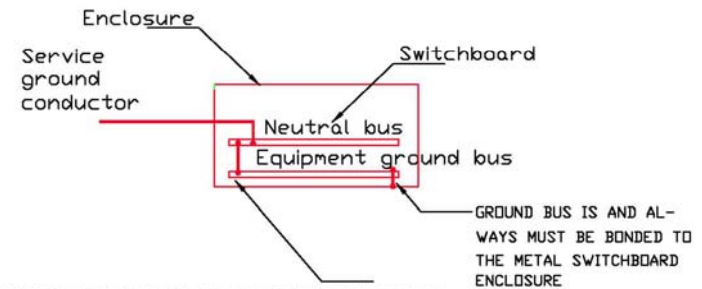 Enclosure
Service
ground
conductor
Switchboard
Neutral bus
Equipment ground bus
GROUND BUS IS AND AL-
WAYS MUST BE BONDED TO
THE METAL SWITCHBOARD
ENCLOSURE